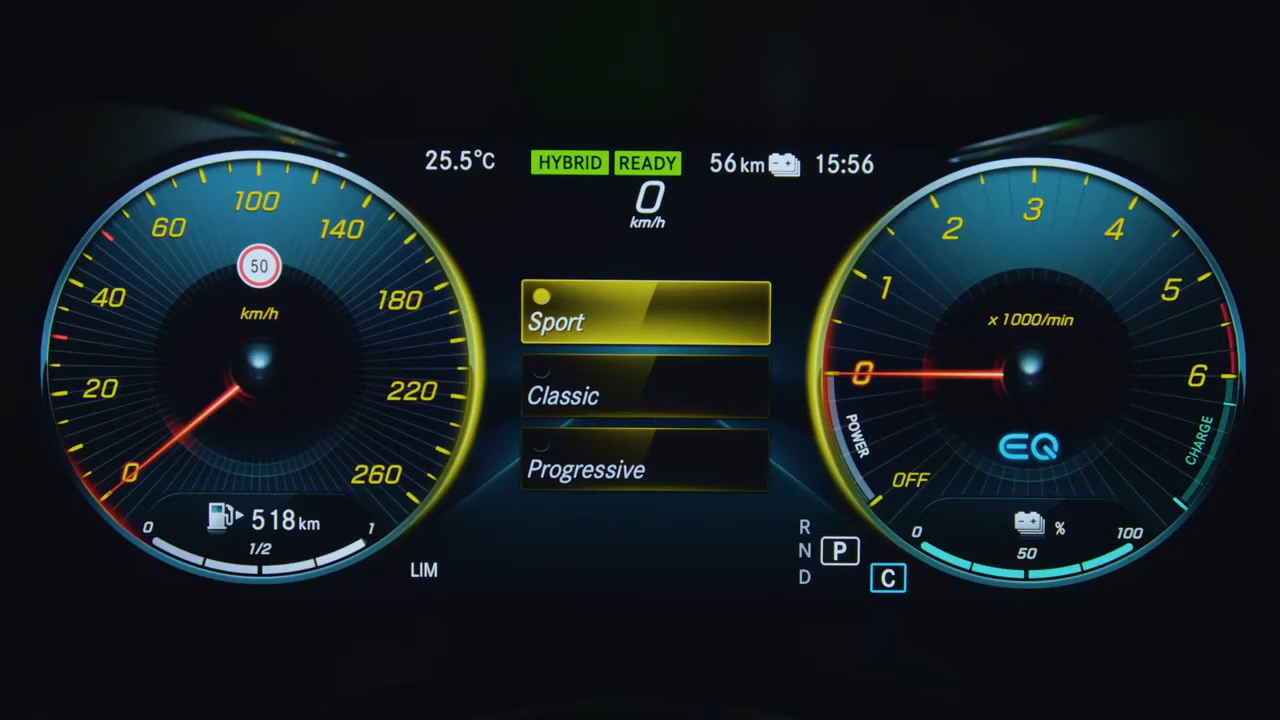 25.5°C HYBRID READY 56 km 15:56
0
km/h
0 20 40 60 100 140 180 220 260
50
km/h
518 km
0 1/2 1
LIM
Sport
Classic
Progressive
OFF 0 1 2 3 4 5 6
x 1000/min
POWER
CHARGE
EQ
%
0 50 100
R
N
D
P
C